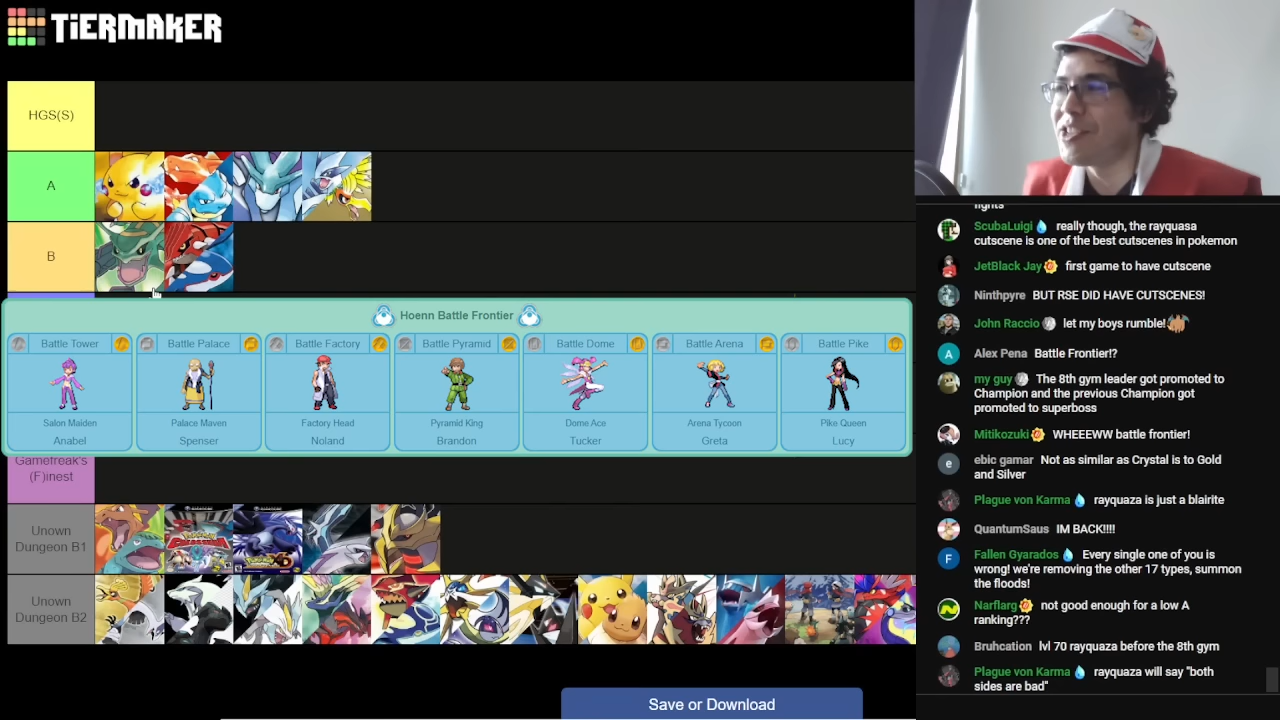 TiERMAKER
HGS(S)
A
B
Hoenn Battle Frontier
Battle Tower
Battle Palace
Battle Factory
Battle Pyramid
Battle Dome
Battle Arena
Battle Pike
Salon Maiden
Palace Maven
Factory Head
Pyramid King
Dome Ace
Arena Tycoon
Pike Queen
Anabel
Spenser
Noland
Brandon
Tucker
Greta
Lucy
Gamefreak's
(F)inest
Unown
Dungeon B1
Unown
Dungeon B2
Save or Download
fights
ScubaLuigi really though, the rayquasa
cutscene is one of the best cutscenes in pokemon
JetBlack Jay first game to have cutscene
Ninthpyre BUT RSE DID HAVE CUTSCENES!
John Raccio let my boys rumble!
A Alex Pena Battle Frontier!?
my guy The 8th gym leader got promoted to
Champion and the previous Champion got
promoted to superboss
Mitikozuki WHEEEWW battle frontier!
e ebic gamar Not as similar as Crystal is to Gold
and Silver
Plague von Karma rayquaza is just a blairite
QuantumSaus IM BACK!!!!
F Fallen Gyarados Every single one of you is
wrong! we're removing the other 17 types, summon
the floods!
Narflarg not good enough for a low A
ranking???
Bruhcation lvl 70 rayquaza before the 8th gym
Plague von Karma rayquaza will say "both
sides are bad"